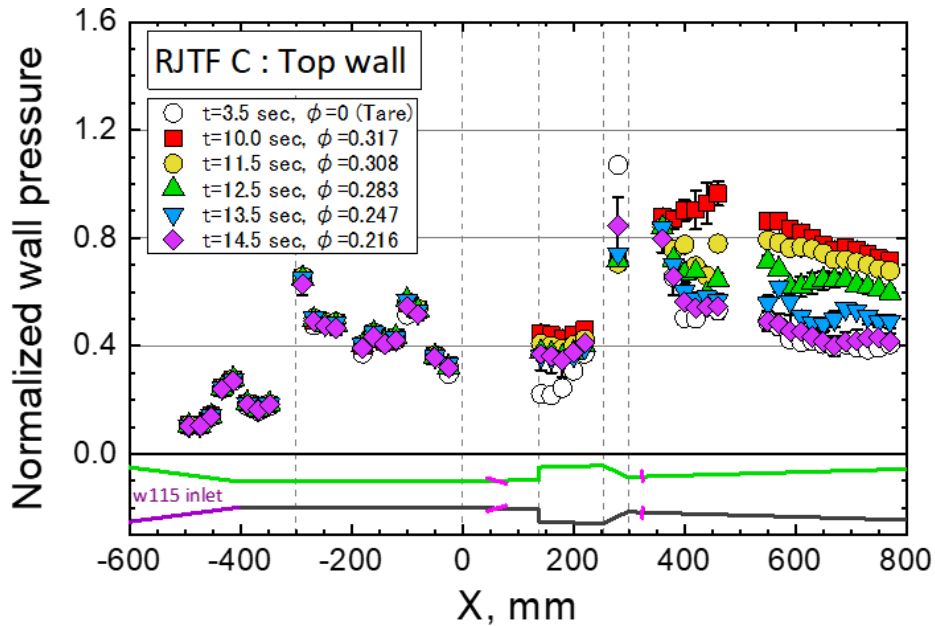 Normalized wall pressure
1.6
1.2
0.8
0.4
0.0
RJTF C : Top wall
t=3.5 sec, ϕ=0 (Tare)
t=10.0 sec, ϕ=0.317
t=11.5 sec, ϕ=0.308
t=12.5 sec, ϕ=0.283
t=13.5 sec, ϕ=0.247
t=14.5 sec, ϕ=0.216
w115 inlet
-600 -400 -200 0 200 400 600 800
X, mm